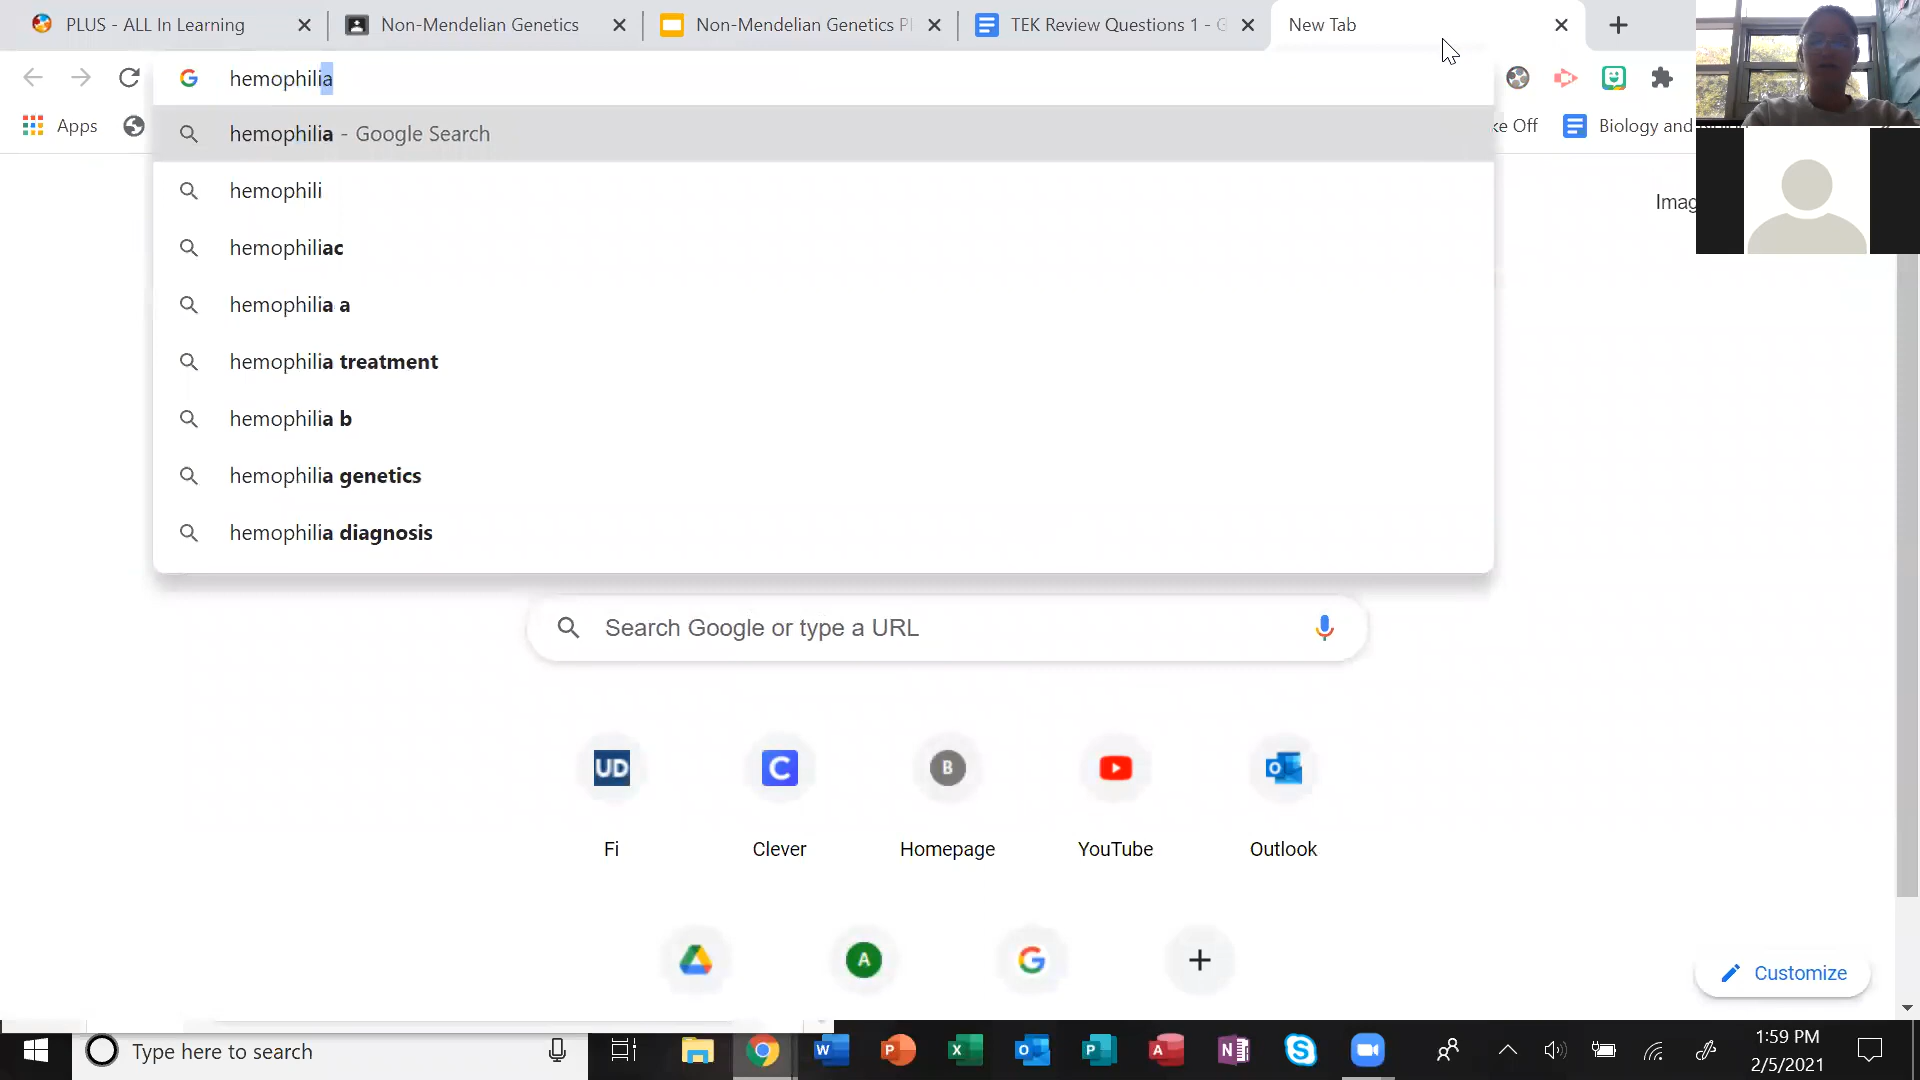 PLUS - ALL In Learning
Non-Mendelian Genetics
Non-Mendelian Genetics P
TEK Review Questions 1 - G
New Tab
hemophilia
Apps
ke Off
Biology and
hemophilia - Google Search
hemophili
Imag
hemophiliac
hemophilia a
hemophilia treatment
hemophilia b
hemophilia genetics
hemophilia diagnosis
Search Google or type a URL
UD
C
B
Fi
Clever
Homepage
YouTube
Outlook
A
Customize
Type here to search
1:59 PM
2/5/2021